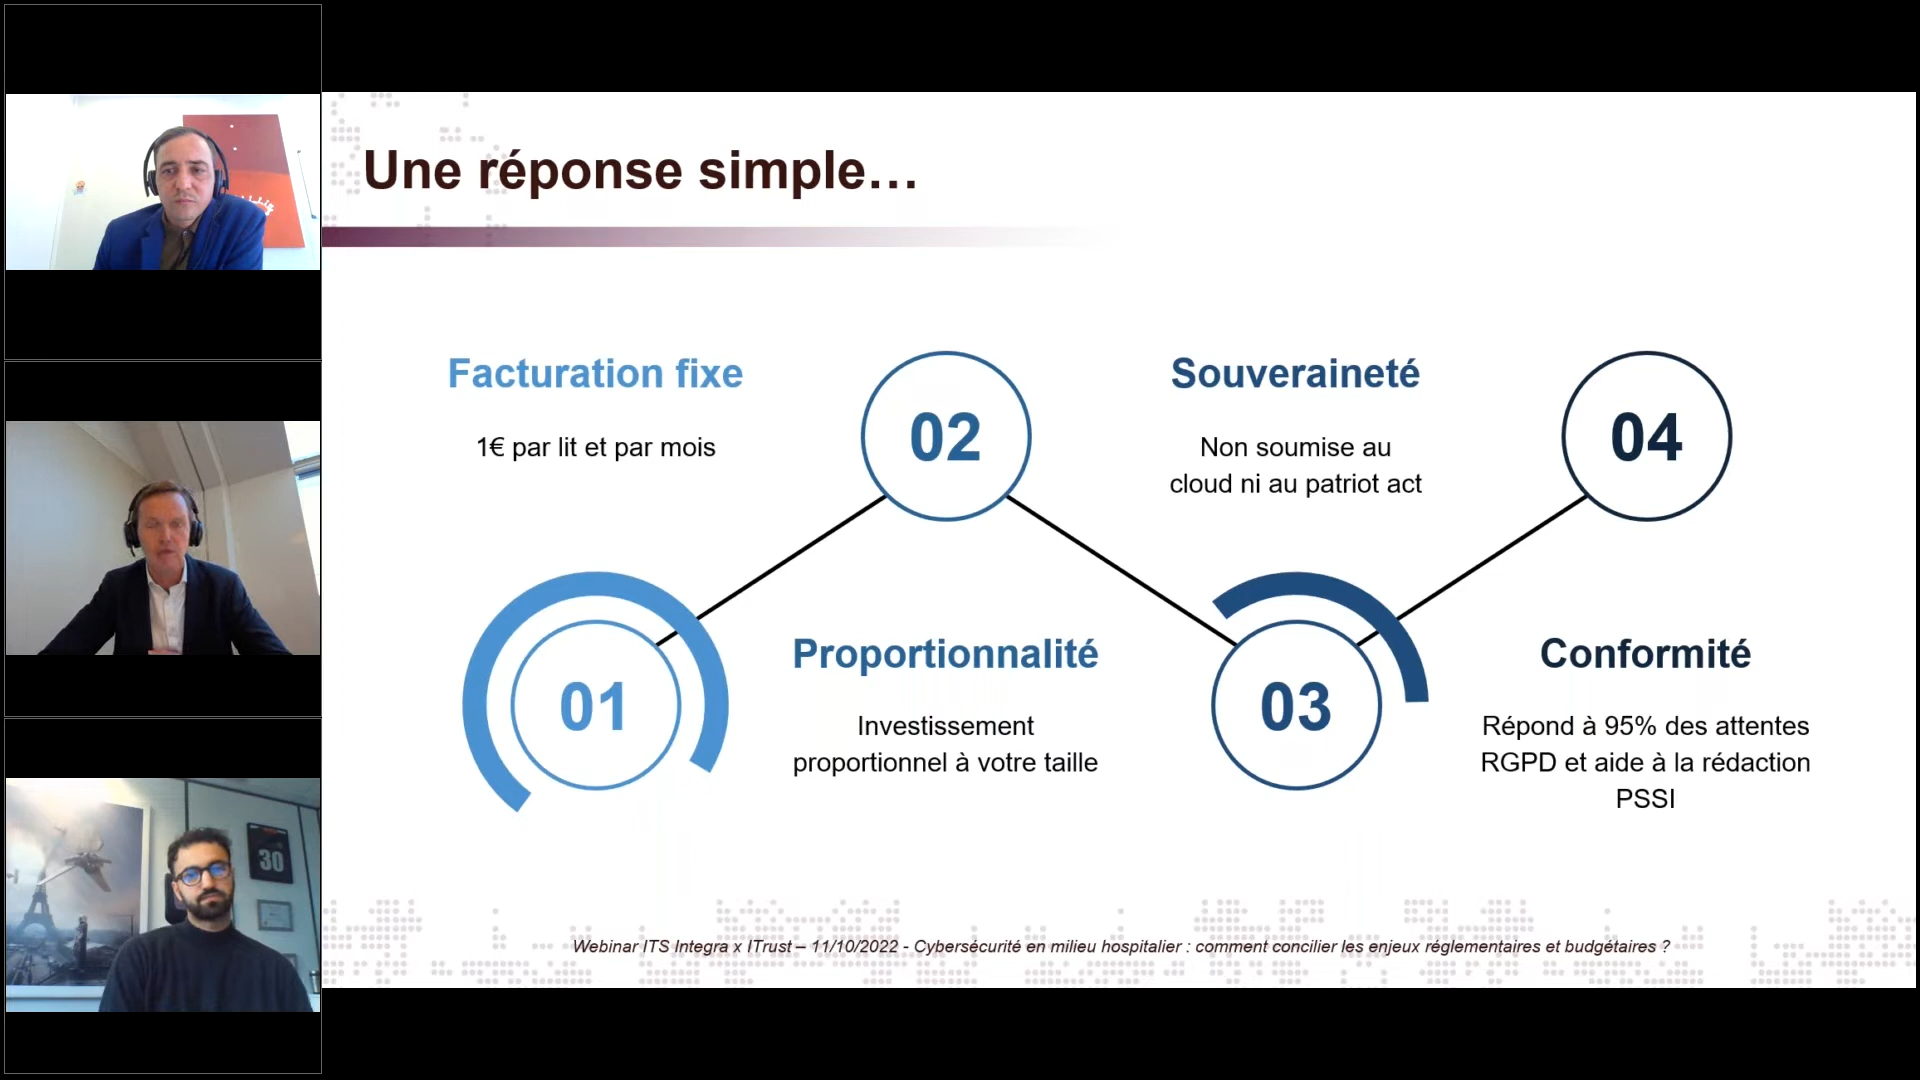 Une réponse simple…
Facturation fixe
1€ par lit et par mois
01
02
Proportionnalité
Investissement
proportionnel à votre taille
Souveraineté
Non soumise au
cloud ni au patriot act
03
04
Conformité
Répond à 95% des attentes
RGPD et aide à la rédaction
PSSI
Webinar ITS Integra x ITrust – 11/10/2022 - Cybersécurité en milieu hospitalier : comment concilier les enjeux réglementaires et budgétaires ?
30